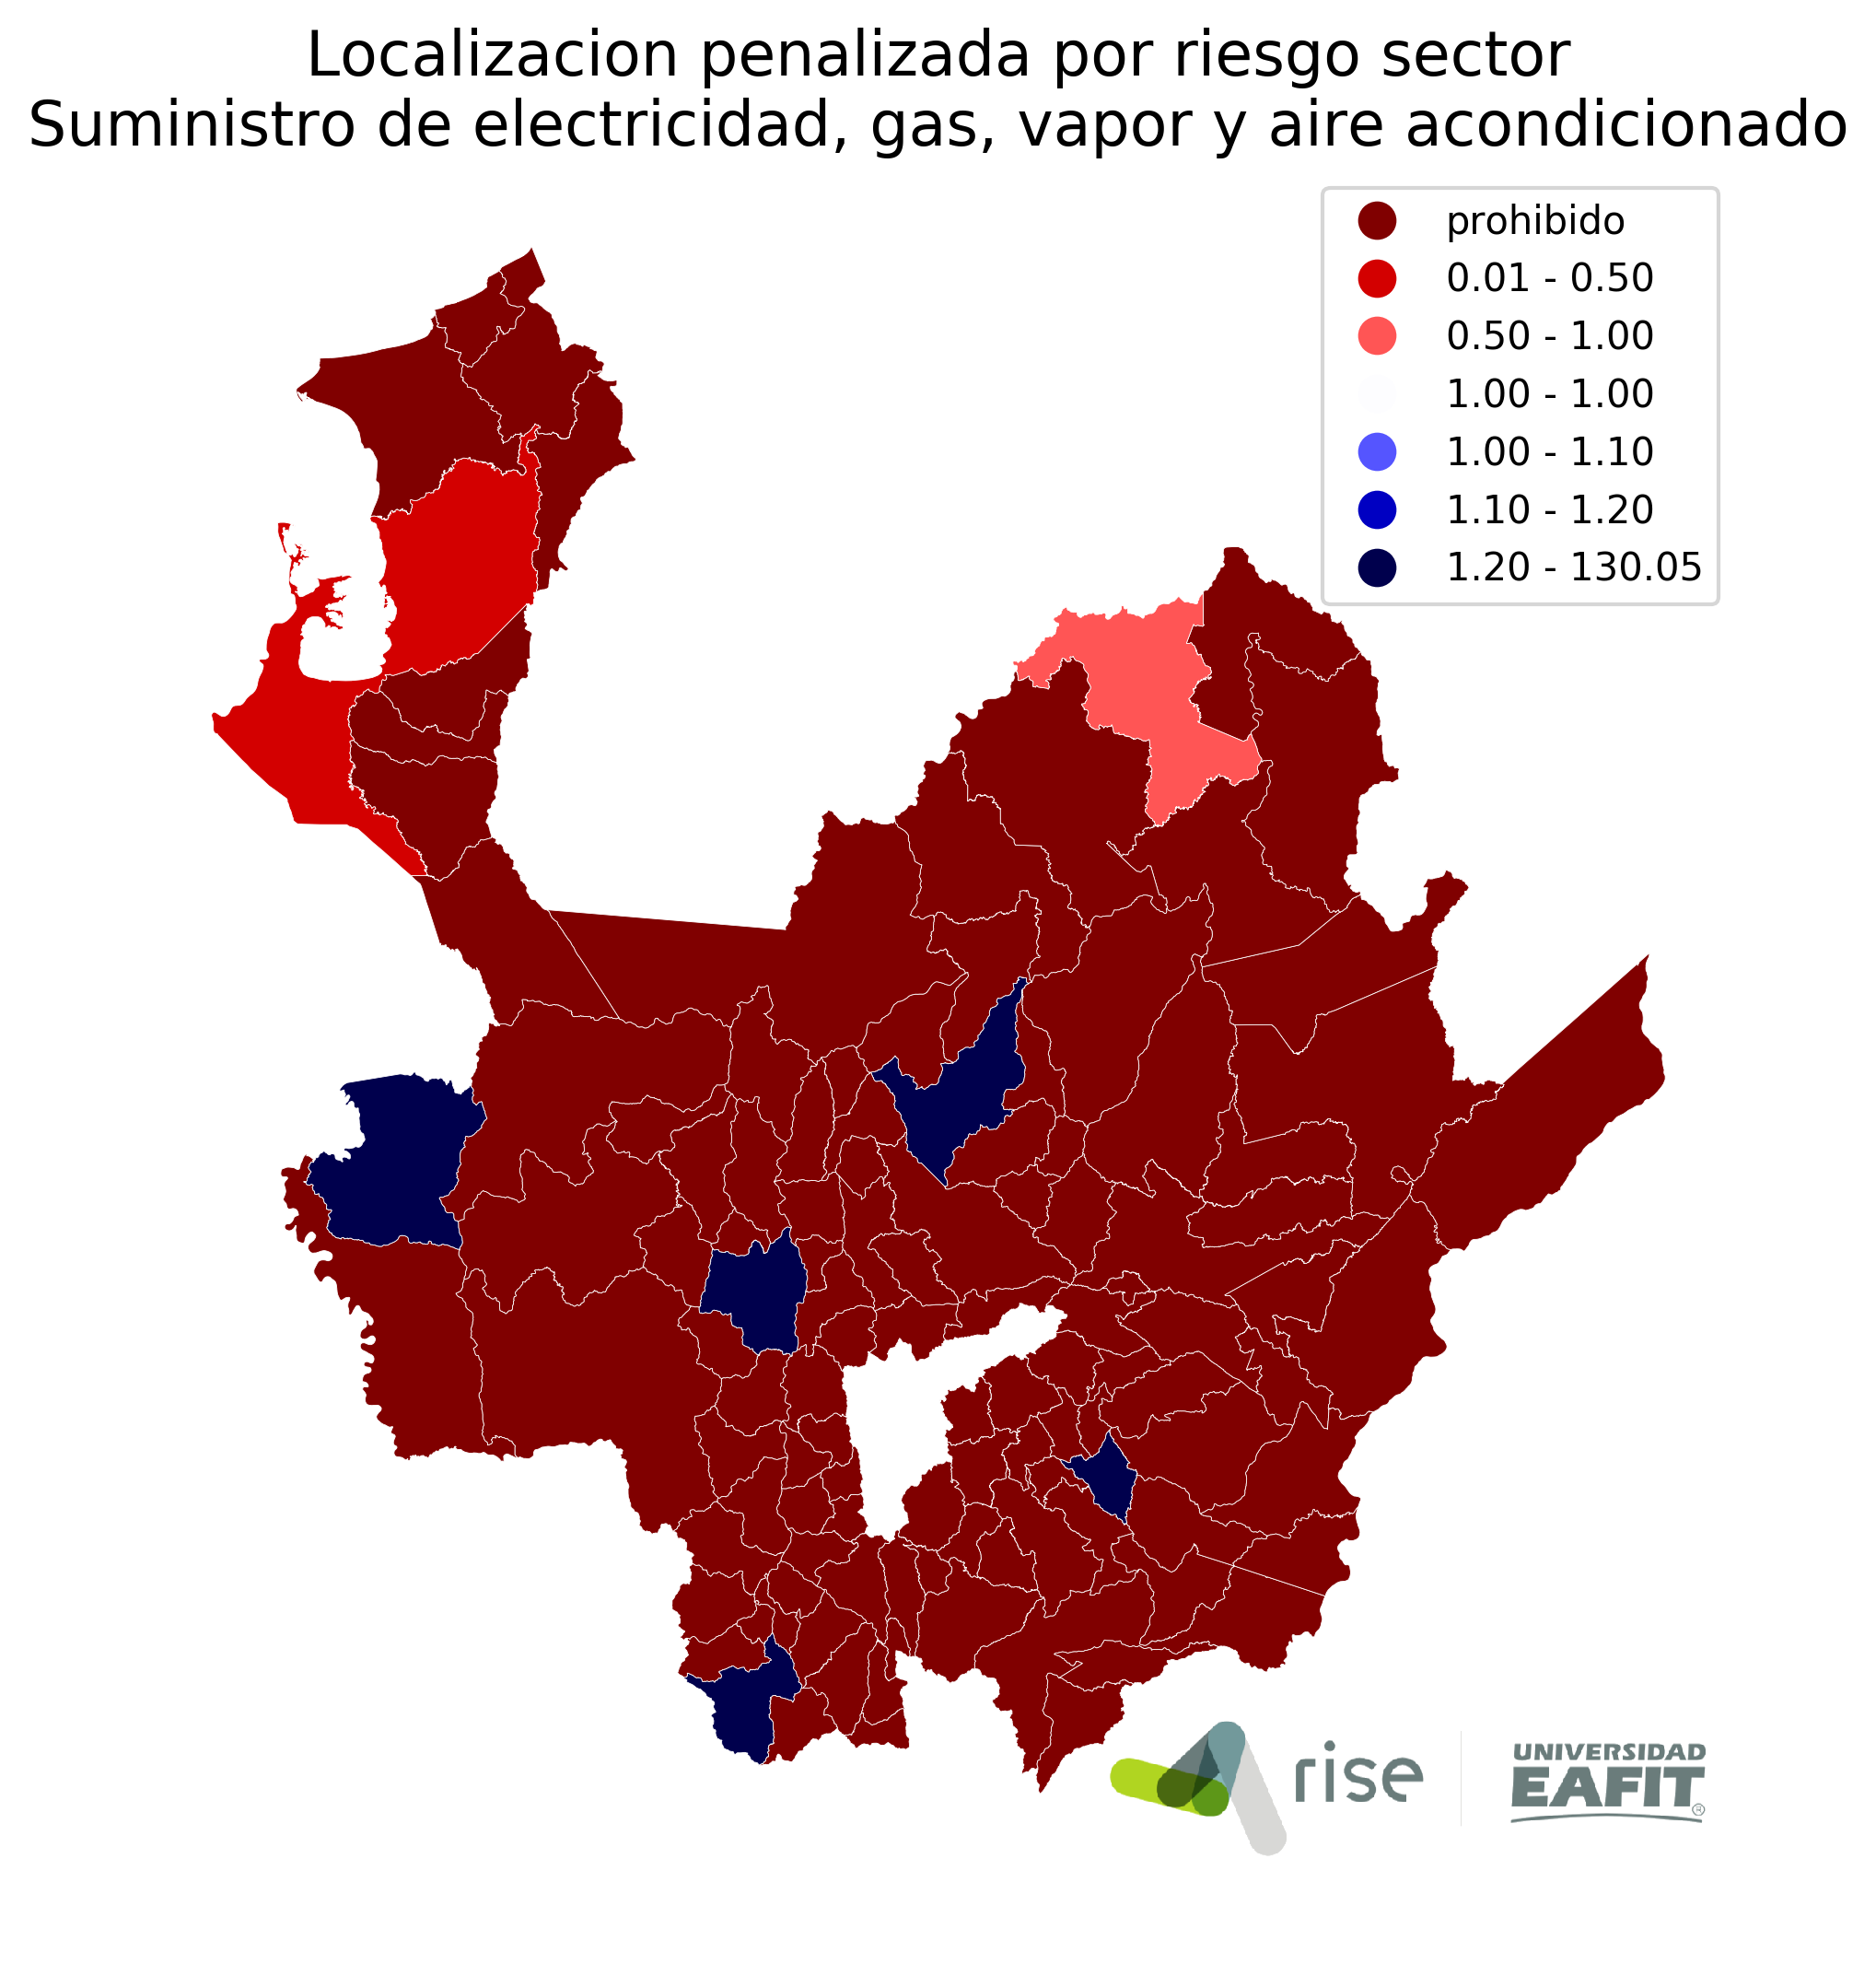 Localizacion penalizada por riesgo sector
Suministro de electricidad, gas, vapor y aire acondicionado
prohibido
0.01 - 0.50
0.50 - 1.00
1.00 - 1.00
1.00 - 1.10
1.10 - 1.20
1.20 - 130.05
rise
UNIVERSIDAD
EAFIT®